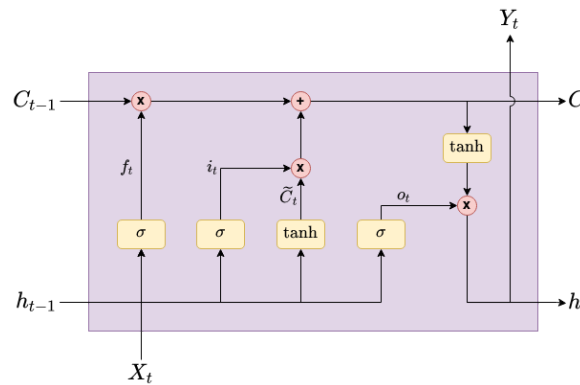 Y_t
C_{t-1} x + C
tanh
f_t i_t x
C̃_t o_t x
σ σ tanh σ
h_{t-1} h
X_t